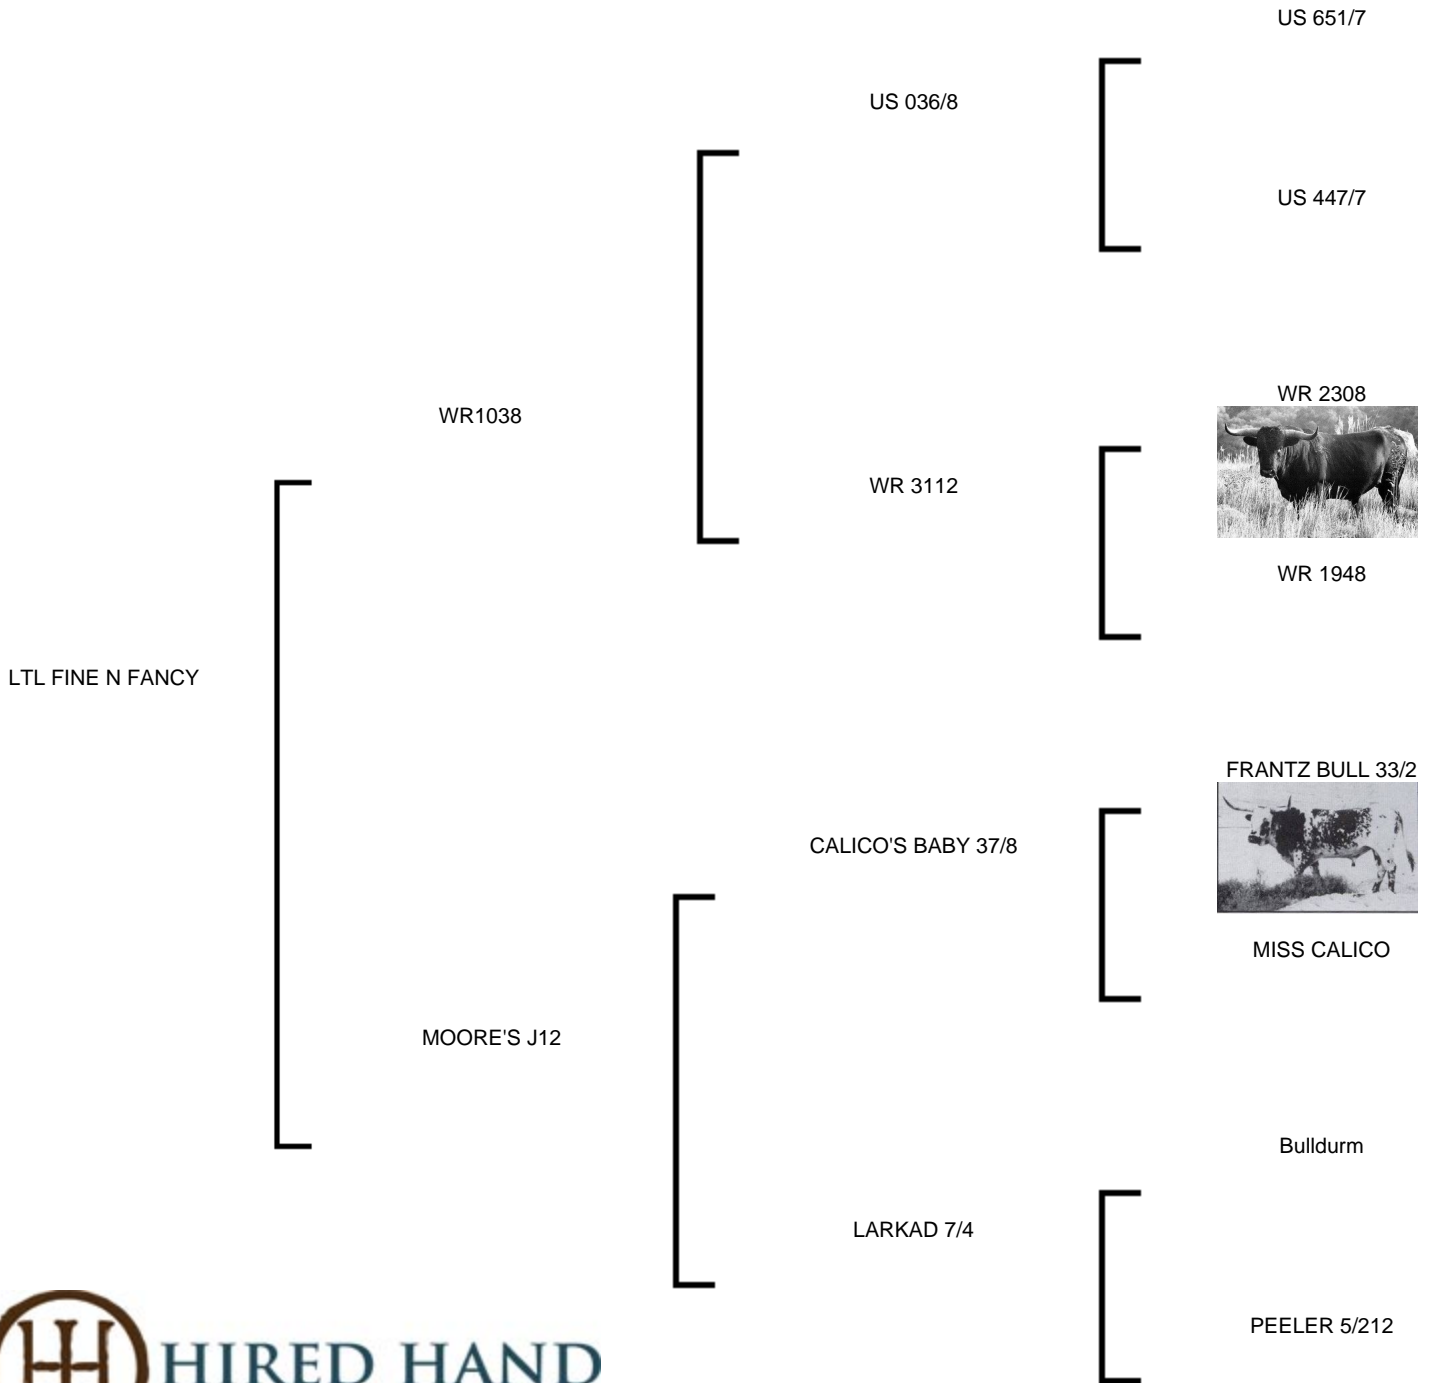 US 651/7
US 036/8
US 447/7
WR 2308
WR1038
WR 3112
WR 1948
LTL FINE N FANCY
FRANTZ BULL 33/2
CALICO'S BABY 37/8
MISS CALICO
MOORE'S J12
Bulldurm
LARKAD 7/4
PEELER 5/212
HIRED HAND